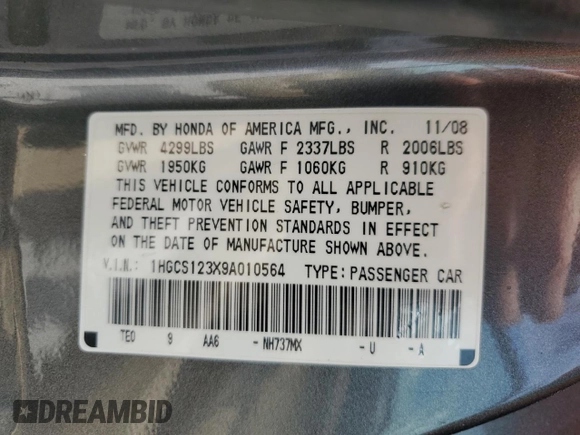 MFD. BY HONDA OF AMERICA MFG., INC. 11/08
GVWR 4299LBS GAWR F 2337LBS R 2006LBS
GVWR 1950KG GAWR F 1060KG R 910KG
THIS VEHICLE CONFORMS TO ALL APPLICABLE
FEDERAL MOTOR VEHICLE SAFETY, BUMPER,
AND THEFT PREVENTION STANDARDS IN EFFECT
ON THE DATE OF MANUFACTURE SHOWN ABOVE.
V.I.N.: 1HGCS123X9A010564 TYPE: PASSENGER CAR
TE0 9 AA6 - NH737MX - U - A
DREAMBID